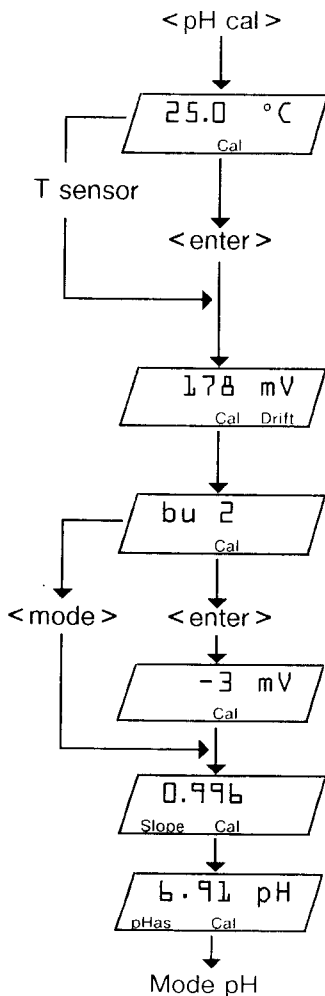 <pH cal>
25.0 °C
Cal
T sensor
<enter>
178 mV
Cal Drift
bu 2
Cal
<mode> <enter>
-3 mV
Cal
0.996
Slope Cal
6.91 pH
pHas Cal
Mode pH